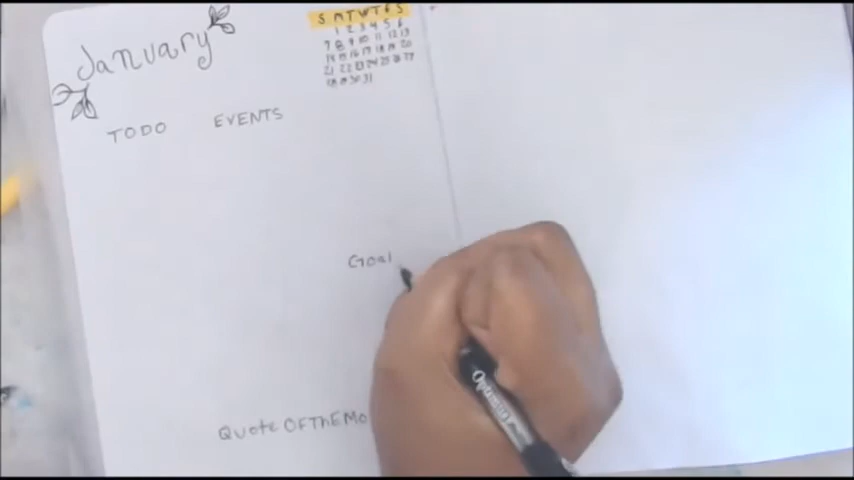 January
S M T W T F S
1 2 3 4 5 6
7 8 9 10 11 12 13
14 15 16 17 18 19 20
21 22 23 24 25 26 27
28 29 30 31
TODO EVENTS
Goal
Quote OF The Mo